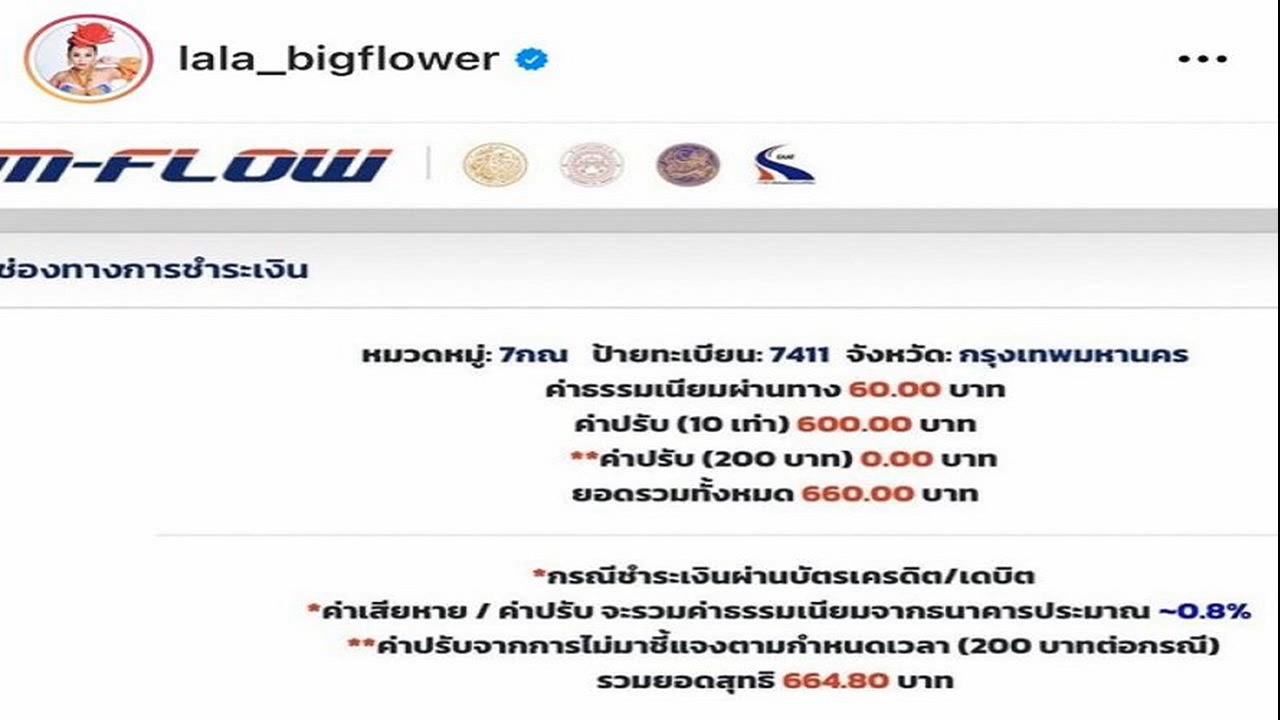 lala_bigflower
M-FLOW
ช่องทางการชำระเงิน
หมวดหมู่: 7กณ ป้ายทะเบียน: 7411 จังหวัด: กรุงเทพมหานคร
ค่าธรรมเนียมผ่านทาง 60.00 บาท
ค่าปรับ (10 เท่า) 600.00 บาท
**ค่าปรับ (200 บาท) 0.00 บาท
ยอดรวมทั้งหมด 660.00 บาท
*กรณีชำระเงินผ่านบัตรเครดิต/เดบิต
*ค่าเสียหาย / ค่าปรับ จะรวมค่าธรรมเนียมจากธนาคารประมาณ ~0.8%
**ค่าปรับจากการไม่มาชี้แจงตามกำหนดเวลา (200 บาทต่อกรณี)
รวมยอดสุทธิ 664.80 บาท